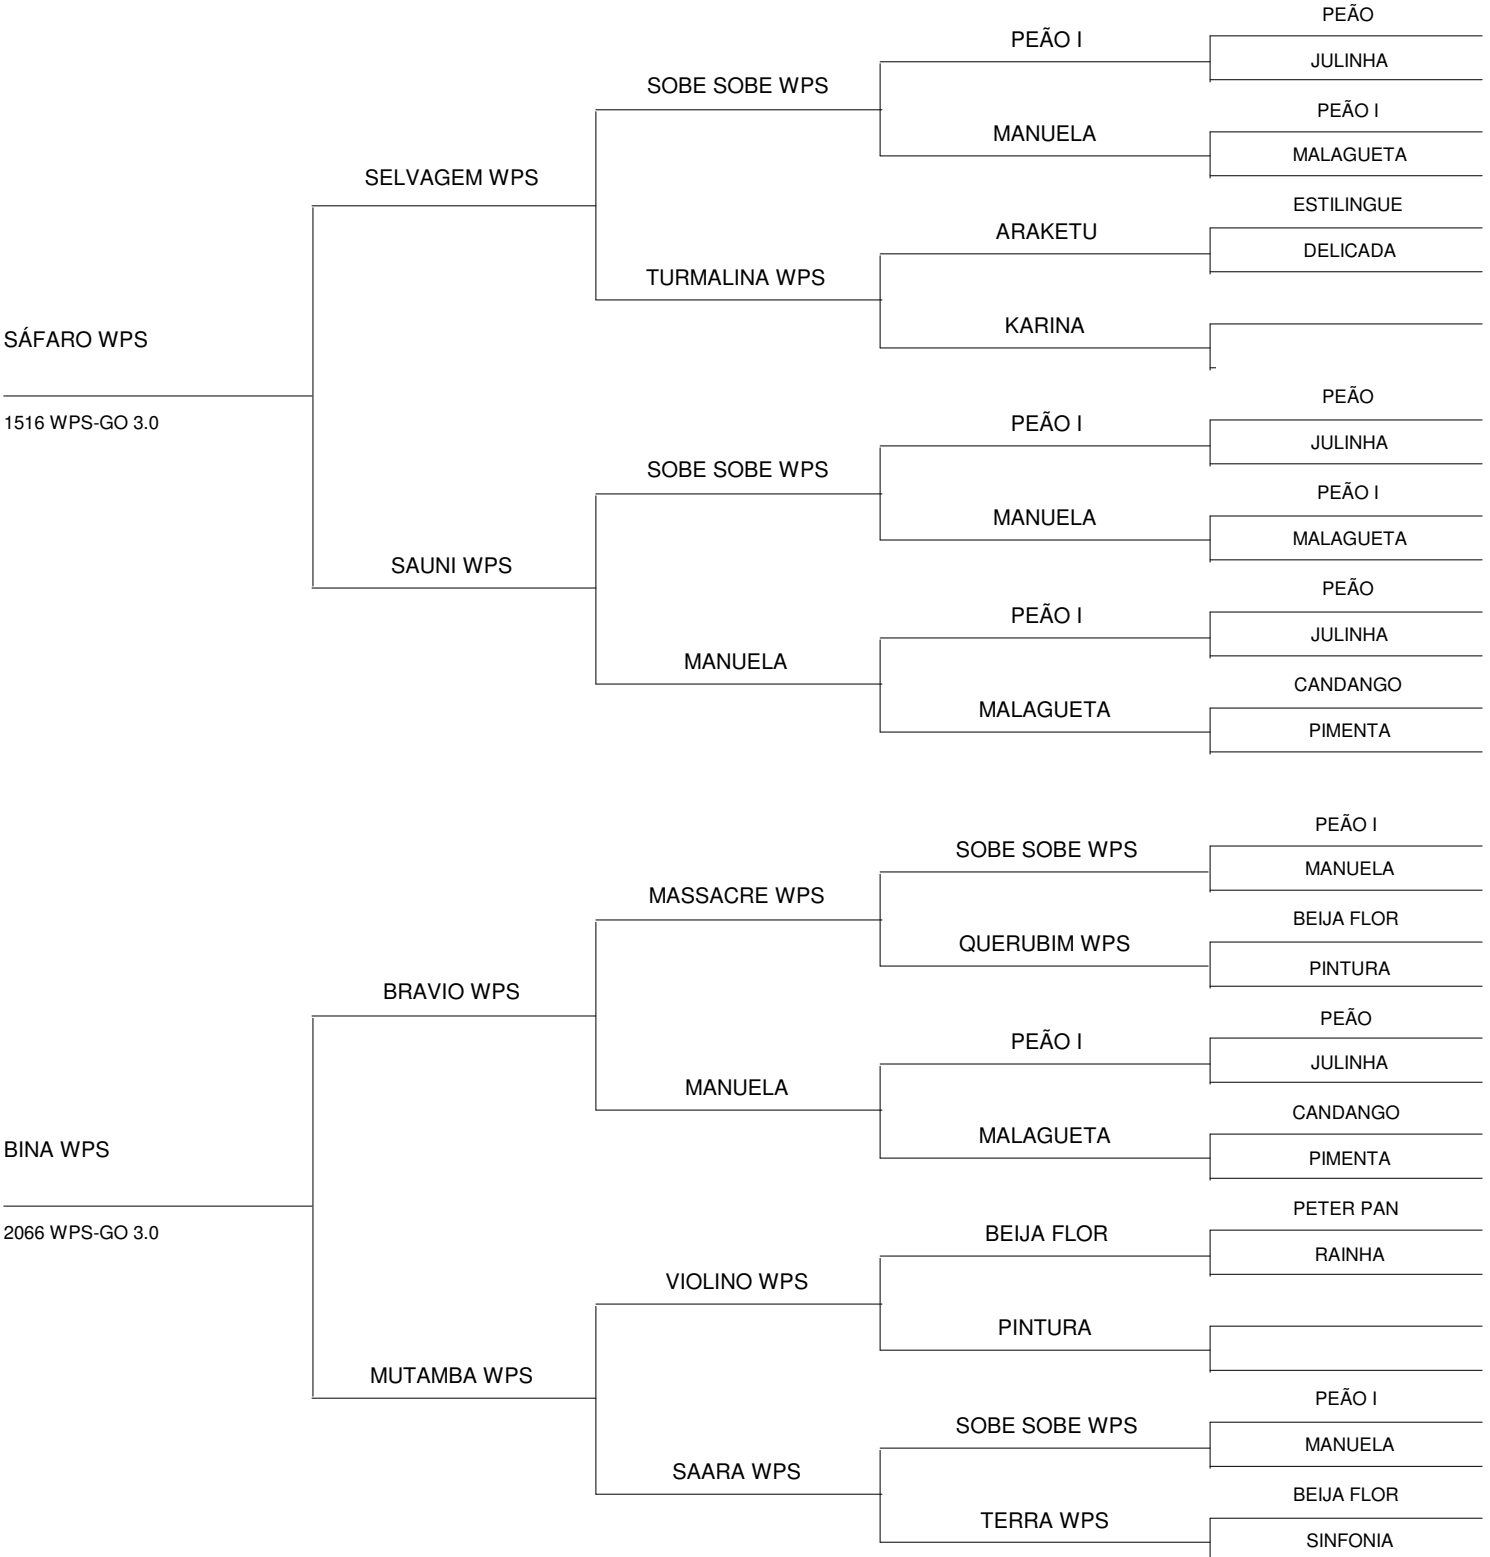 PEÃO
PEÃO I
JULINHA
SOBE SOBE WPS
PEÃO I
MANUELA
MALAGUETA
SELVAGEM WPS
ESTILINGUE
ARAKETU
DELICADA
TURMALINA WPS
KARINA
SÁFARO WPS
PEÃO
1516 WPS-GO 3.0
PEÃO I
JULINHA
SOBE SOBE WPS
PEÃO I
MANUELA
MALAGUETA
SAUNI WPS
PEÃO
PEÃO I
JULINHA
MANUELA
CANDANGO
MALAGUETA
PIMENTA
PEÃO I
SOBE SOBE WPS
MANUELA
MASSACRE WPS
BEIJA FLOR
QUERUBIM WPS
PINTURA
BRAVIO WPS
PEÃO
PEÃO I
JULINHA
MANUELA
CANDANGO
MALAGUETA
BINA WPS
PIMENTA
PETER PAN
2066 WPS-GO 3.0
BEIJA FLOR
RAINHA
VIOLINO WPS
PINTURA
MUTAMBA WPS
PEÃO I
SOBE SOBE WPS
MANUELA
SAARA WPS
BEIJA FLOR
TERRA WPS
SINFONIA